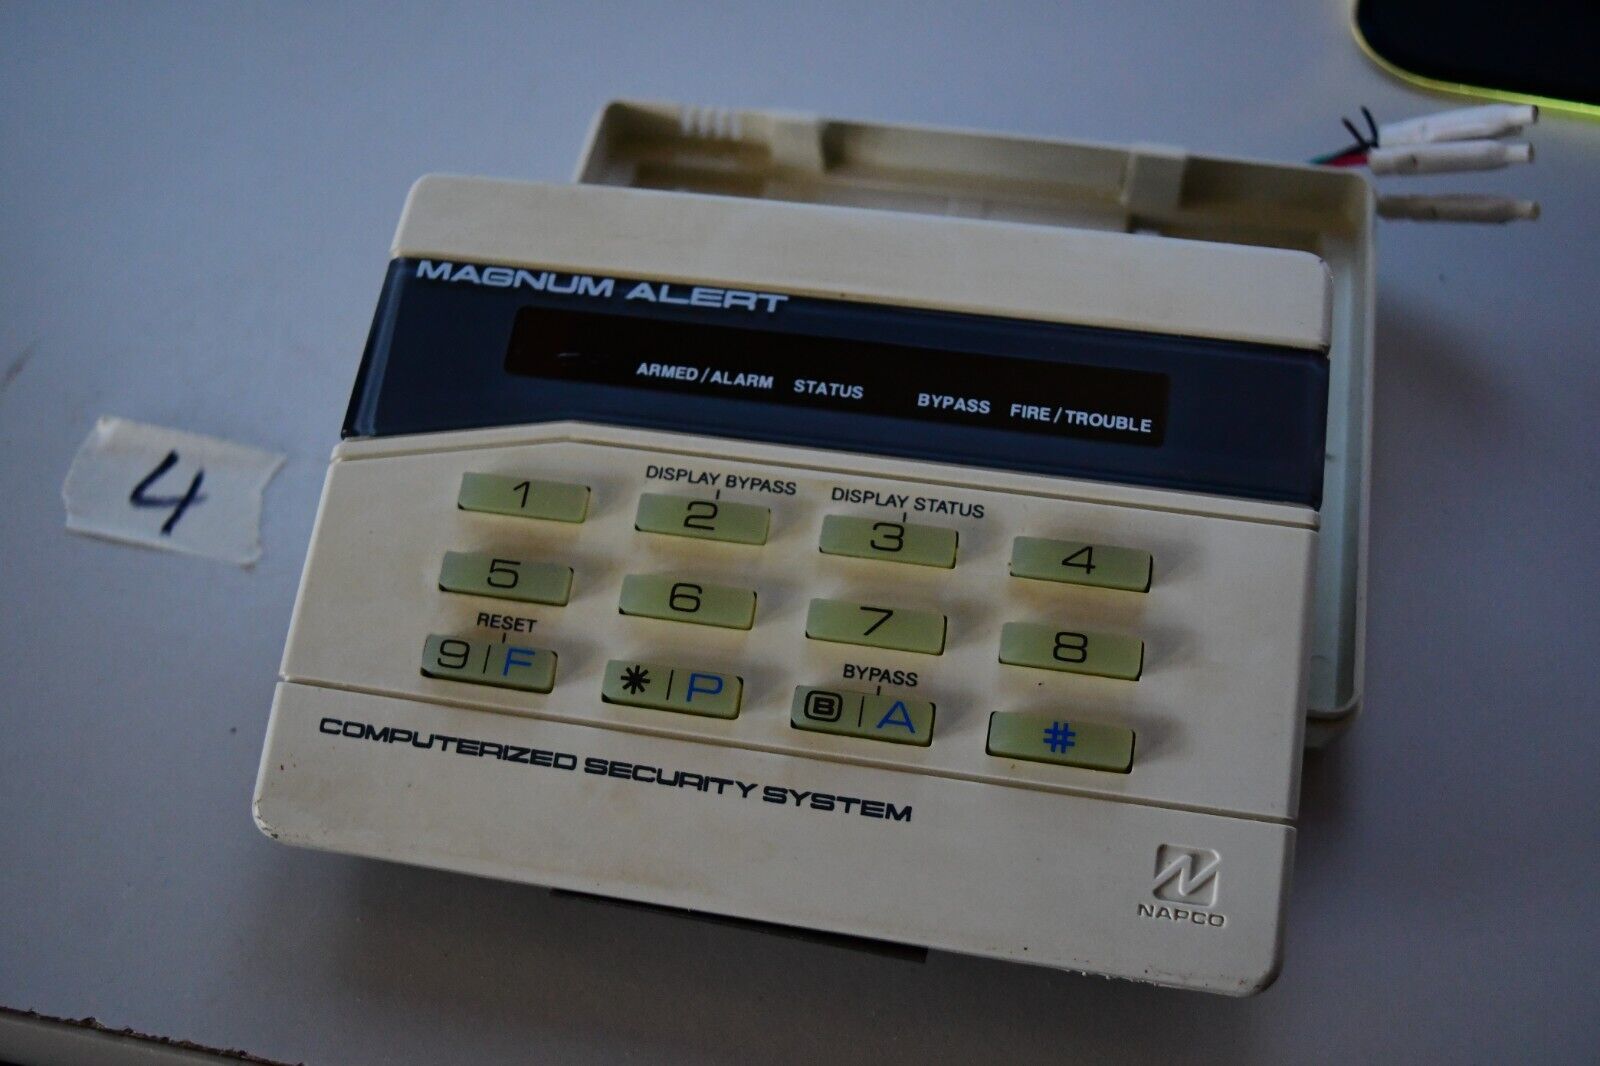 MAGNUM ALERT
ARMED/ALARM STATUS BYPASS FIRE/TROUBLE
4
DISPLAY BYPASS DISPLAY STATUS
1 2 3 4
5 6 7 8
RESET BYPASS
9|F *|P B|A #
COMPUTERIZED SECURITY SYSTEM
NAPCO